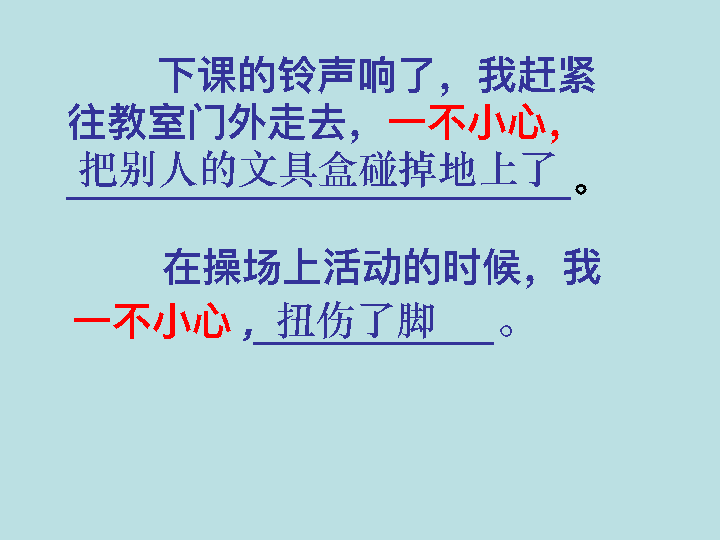 下课的铃声响了，我赶紧
往教室门外走去，一不小心，
把别人的文具盒碰掉地上了。
在操场上活动的时候，我
一不小心，扭伤了脚。